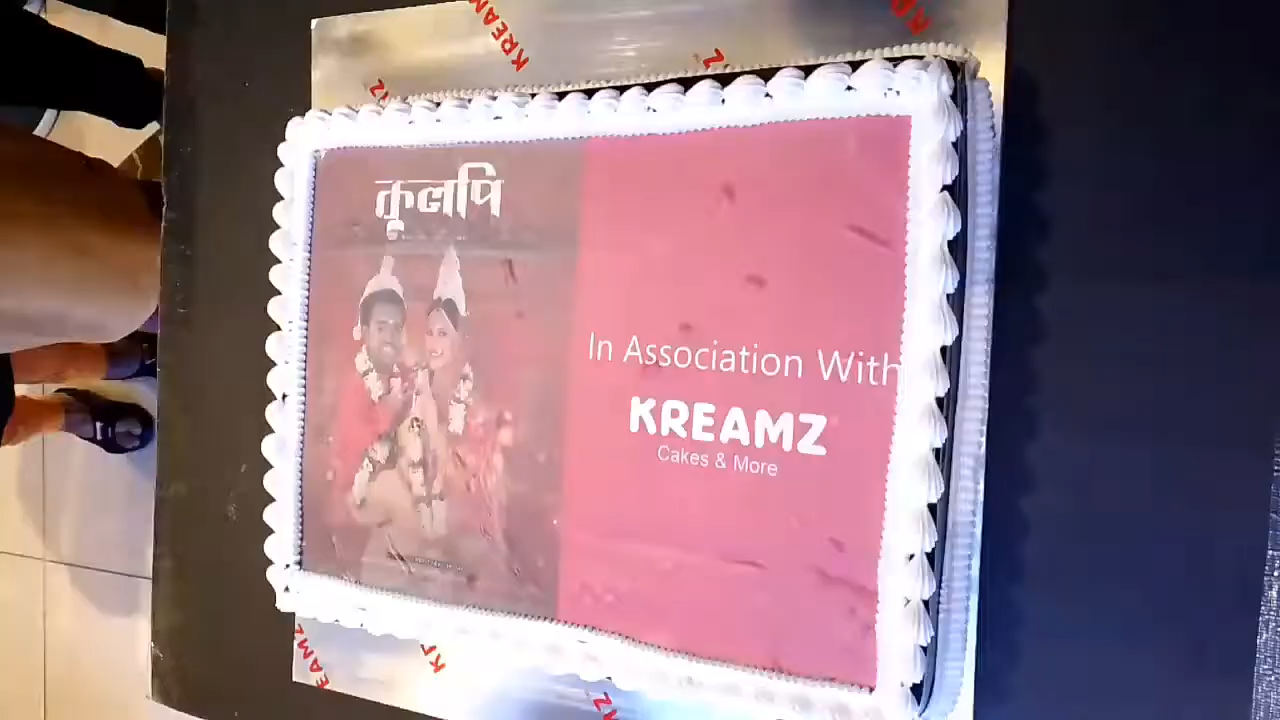 কুলপি
In Association With
KREAMZ
Cakes & More